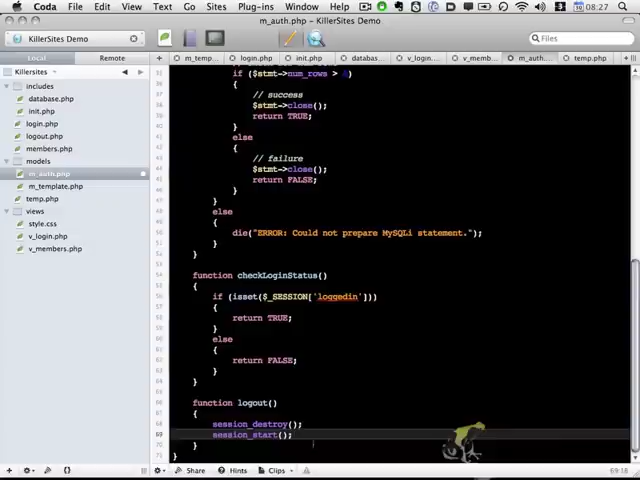 Coda File Edit View Text Go Sites Plug-ins Window Help 08:27
m_auth.php — KillerSites Demo
KillerSites Demo
Files
Local Remote
m_temp... login.php init.php databas... v_login... v_memb... m_auth... temp.php
Killersites
includes
database.php
init.php
login.php
logout.php
members.php
models
m_auth.php
m_template.php
temp.php
views
style.css
v_login.php
v_members.php
if ($stmt->num_rows >
{
// success
$stmt->close();
return TRUE;
}
else
{
// failure
$stmt->close();
return FALSE;
}
}
else
{
die("ERROR: Could not prepare MySQLi statement.");
}
}
function checkLoginStatus()
{
if (isset($_SESSION['loggedin']))
{
return TRUE;
}
else
{
return FALSE;
}
}
function logout()
{
session_destroy();
session_start();
}
}
Share Hints Clips
69:18